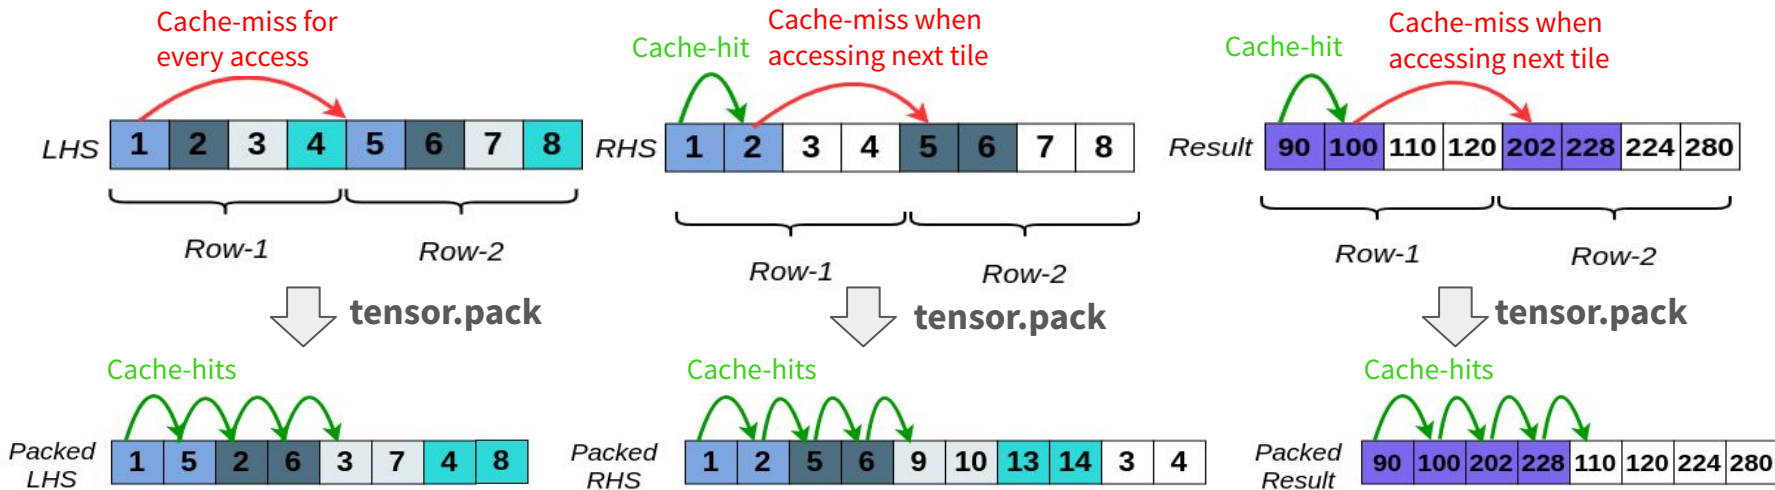 Cache-miss for
every access
LHS 1 2 3 4 5 6 7 8
Row-1 Row-2
tensor.pack
Cache-hits
Packed
LHS
1 5 2 6 3 7 4 8
Cache-hit
Cache-miss when
accessing next tile
RHS 1 2 3 4 5 6 7 8
Row-1 Row-2
tensor.pack
Cache-hits
Packed
RHS
1 2 5 6 9 10 13 14 3 4
Cache-hit
Cache-miss when
accessing next tile
Result 90 100 110 120 202 228 224 280
Row-1 Row-2
tensor.pack
Cache-hits
Packed
Result
90 100 202 228 110 120 224 280